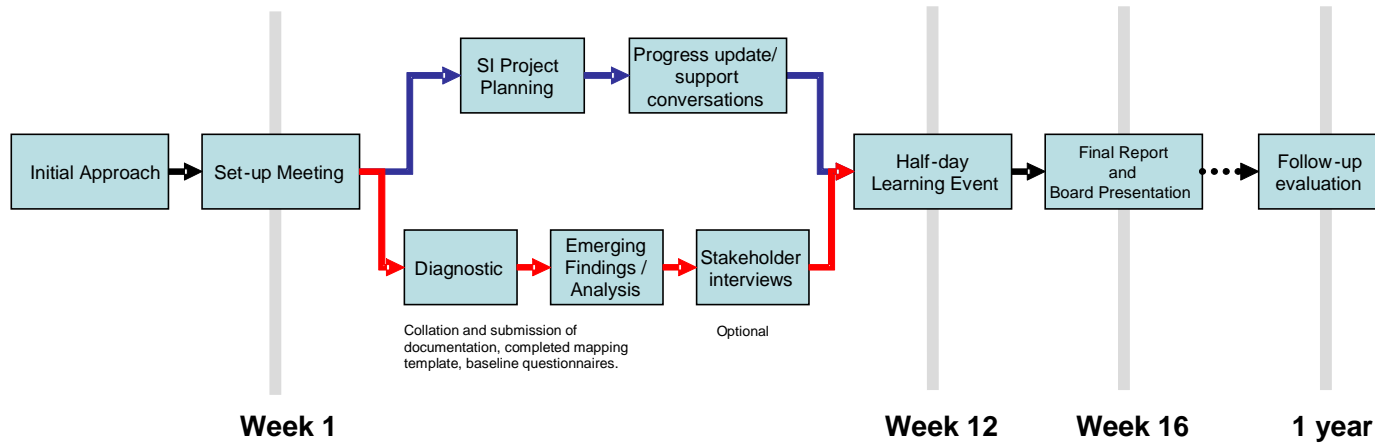 SI Project
Planning
Progress update/
support
conversations
Initial Approach
Set-up Meeting
Half-day
Learning Event
Final Report
and
Board Presentation
Follow-up
evaluation
Diagnostic
Emerging
Findings /
Analysis
Stakeholder
interviews
Collation and submission of
documentation, completed mapping
template, baseline questionnaires.
Optional
Week 1
Week 12
Week 16
1 year